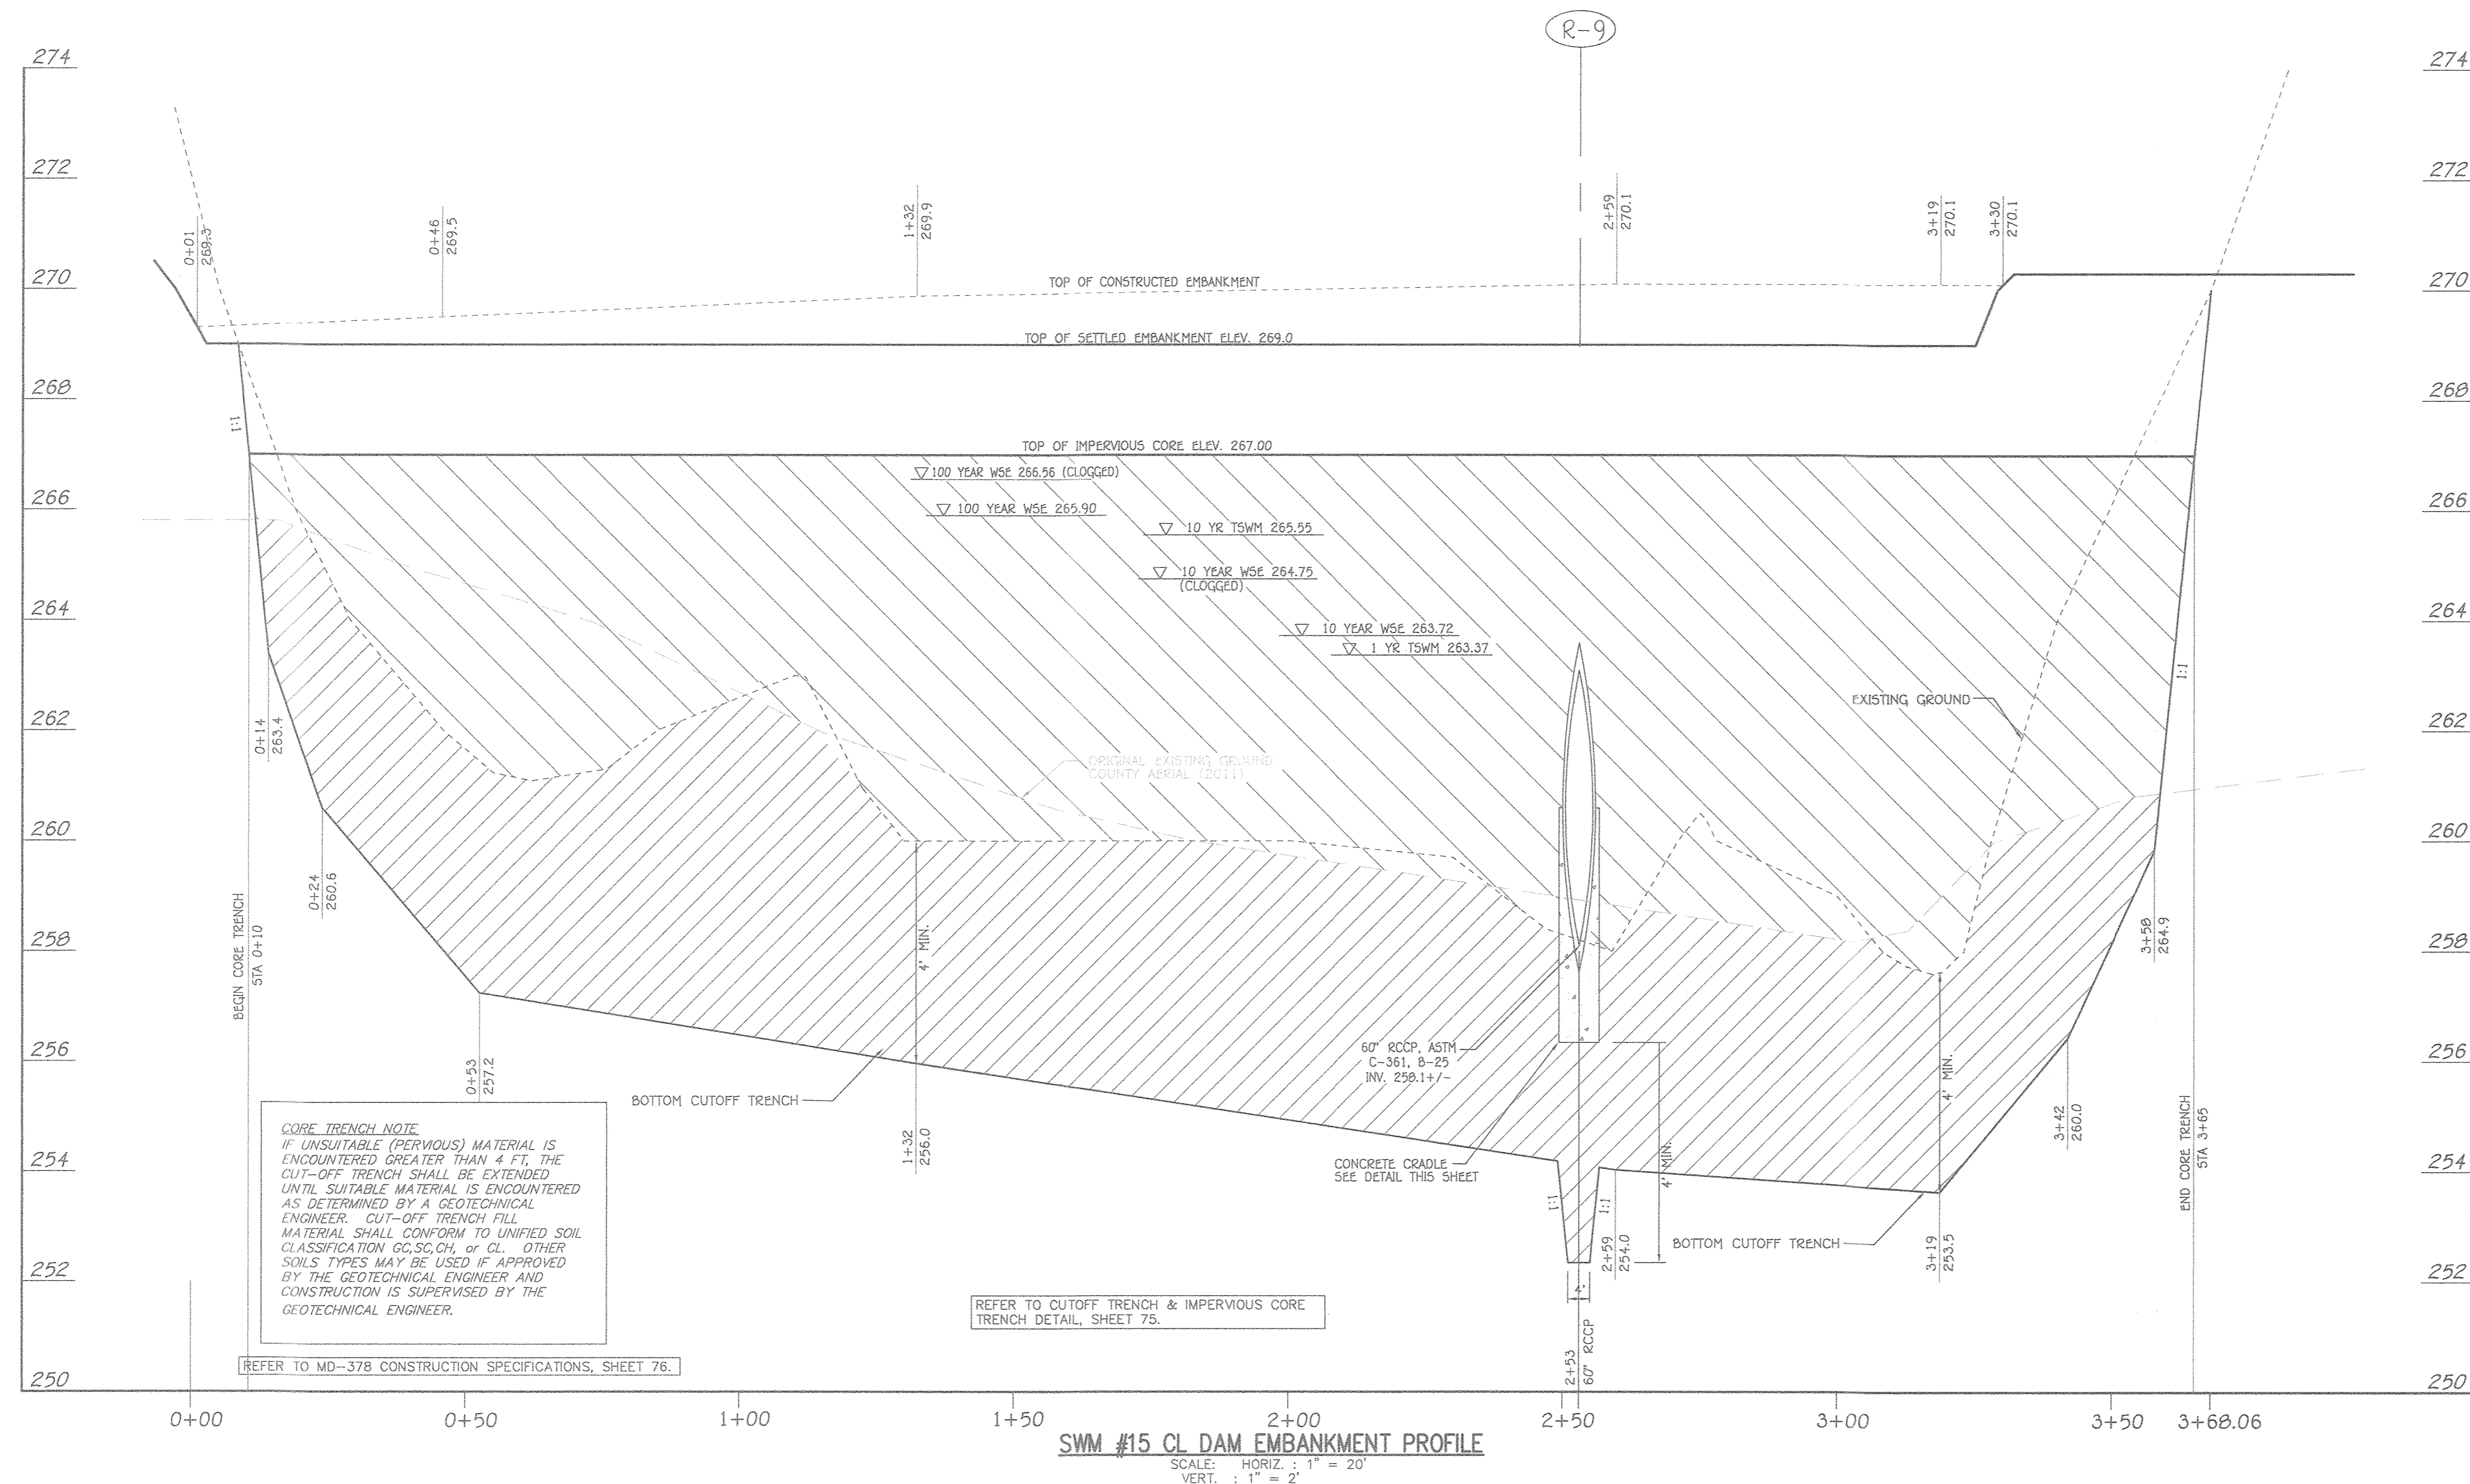 R-9
274
274
272
272
0+01
269.3
0+46
269.5
1+32
269.9
2+59
270.1
3+19
270.1
3+30
270.1
270
270
TOP OF CONSTRUCTED EMBANKMENT
TOP OF SETTLED EMBANKMENT ELEV. 269.0
268
268
1:1
TOP OF IMPERVIOUS CORE ELEV. 267.00
100 YEAR WSE 266.56 (CLOGGED)
266
266
100 YEAR WSE 265.90
10 YR TSWM 265.55
10 YEAR WSE 264.75
(CLOGGED)
264
264
10 YEAR WSE 263.72
1 YR TSWM 263.37
1:1
EXISTING GROUND
262
262
0+14
263.4
ORIGINAL EXISTING GROUND
COUNTY AERIAL (2011)
260
260
0+24
260.6
BEGIN CORE TRENCH
STA 0+10
4' MIN.
258
258
3+58
264.9
256
256
0+53
257.2
60" RCCP, ASTM
C-361, B-25
INV. 258.1+/-
4' MIN.
BOTTOM CUTOFF TRENCH
CORE TRENCH NOTE
IF UNSUITABLE (PERVIOUS) MATERIAL IS
ENCOUNTERED GREATER THAN 4 FT, THE
CUT-OFF TRENCH SHALL BE EXTENDED
UNTIL SUITABLE MATERIAL IS ENCOUNTERED
AS DETERMINED BY A GEOTECHNICAL
ENGINEER. CUT-OFF TRENCH FILL
MATERIAL SHALL CONFORM TO UNIFIED SOIL
CLASSIFICATION GC,SC,CH, or CL. OTHER
SOILS TYPES MAY BE USED IF APPROVED
BY THE GEOTECHNICAL ENGINEER AND
CONSTRUCTION IS SUPERVISED BY THE
GEOTECHNICAL ENGINEER.
1+32
256.0
3+42
260.0
END CORE TRENCH
STA 3+65
254
254
CONCRETE CRADLE
SEE DETAIL THIS SHEET
4' MIN.
1:1
1:1
2+59
254.0
BOTTOM CUTOFF TRENCH
3+19
253.5
252
252
4'
REFER TO CUTOFF TRENCH & IMPERVIOUS CORE
TRENCH DETAIL, SHEET 75.
2+53
60" RCCP
REFER TO MD-378 CONSTRUCTION SPECIFICATIONS, SHEET 76.
250
250
0+00
0+50
1+00
1+50
2+00
2+50
3+00
3+50
3+68.06
SWM #15 CL DAM EMBANKMENT PROFILE
SCALE: HORIZ. : 1" = 20'
VERT. : 1" = 2'